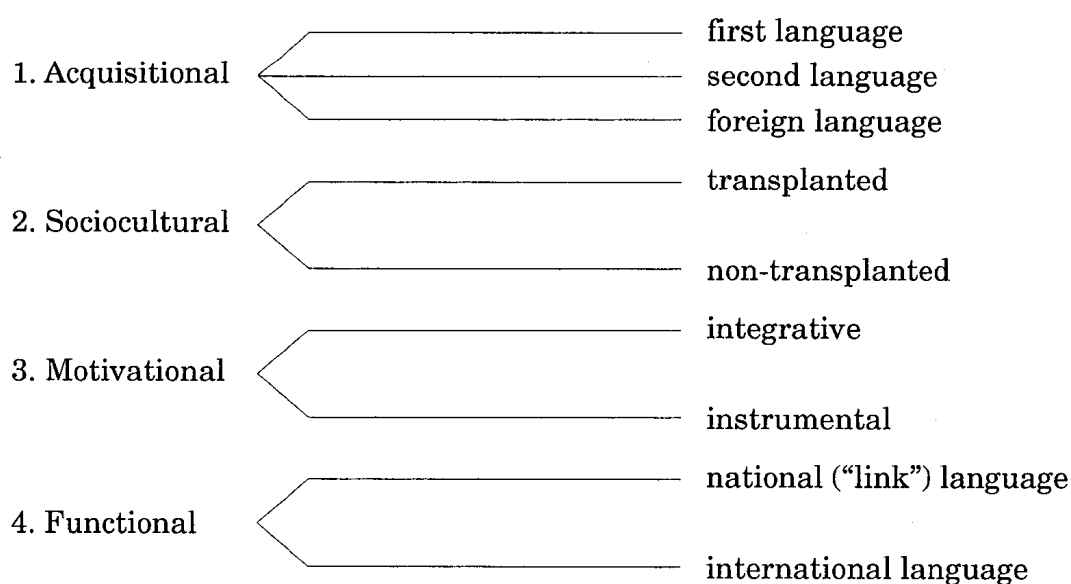 first language
1. Acquisitional
second language
foreign language
transplanted
2. Sociocultural
non-transplanted
integrative
3. Motivational
instrumental
national (“link”) language
4. Functional
international language